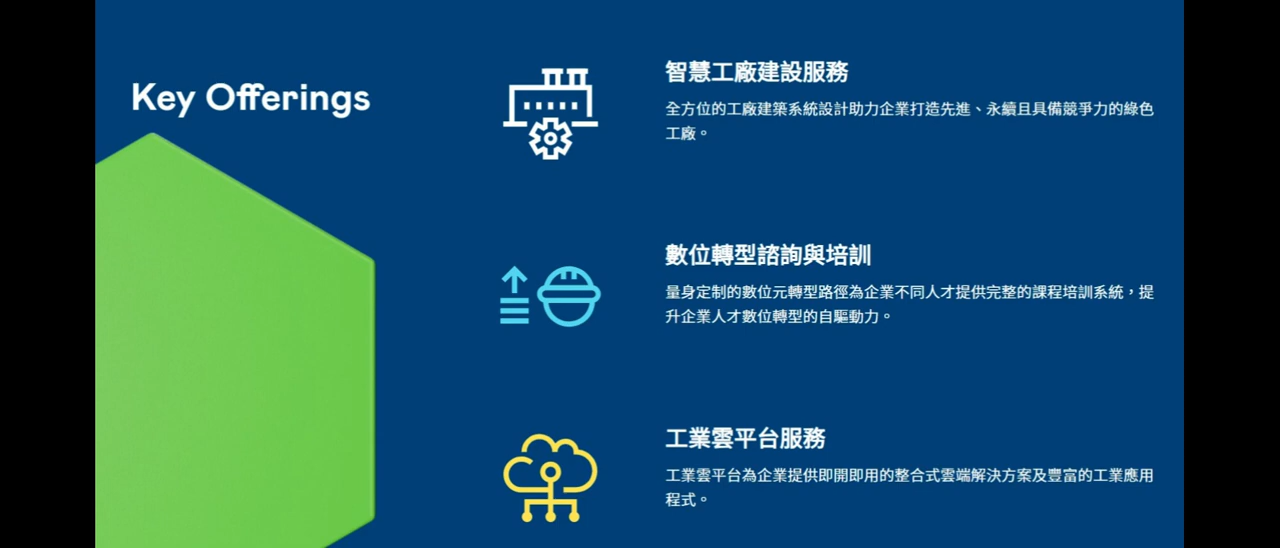 Key Offerings
智慧工廠建設服務
全方位的工廠建築系統設計助力企業打造先進、永續且具備競爭力的綠色
工廠。
數位轉型諮詢與培訓
量身定制的數位元轉型路徑為企業不同人才提供完整的課程培訓系統，提
升企業人才數位轉型的自驅動力。
工業雲平台服務
工業雲平台為企業提供即開即用的整合式雲端解決方案及豐富的工業應用
程式。